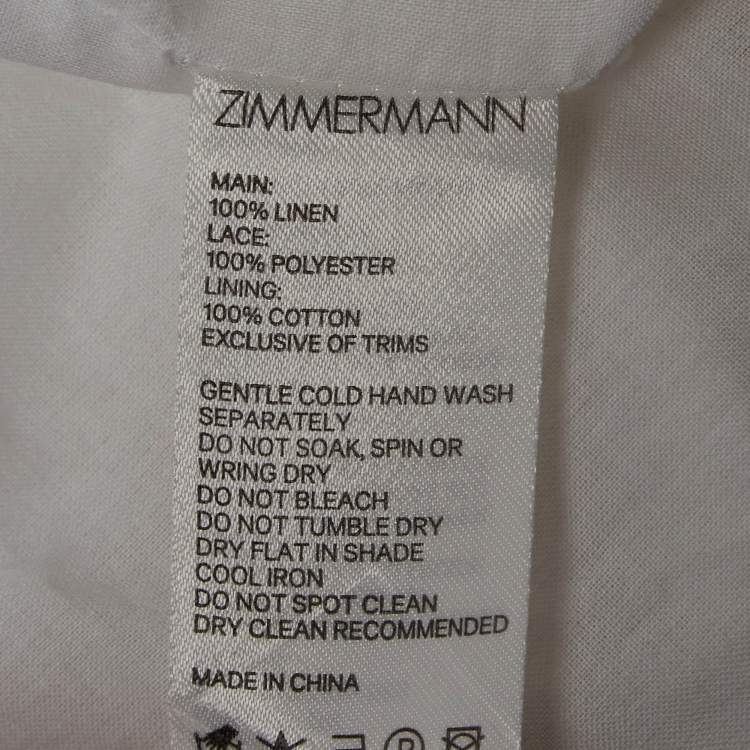 ZIMMERMANN
MAIN:
100% LINEN
LACE:
100% POLYESTER
LINING:
100% COTTON
EXCLUSIVE OF TRIMS
GENTLE COLD HAND WASH
SEPARATELY
DO NOT SOAK, SPIN OR
WRING DRY
DO NOT BLEACH
DO NOT TUMBLE DRY
DRY FLAT IN SHADE
COOL IRON
DO NOT SPOT CLEAN
DRY CLEAN RECOMMENDED
MADE IN CHINA
P